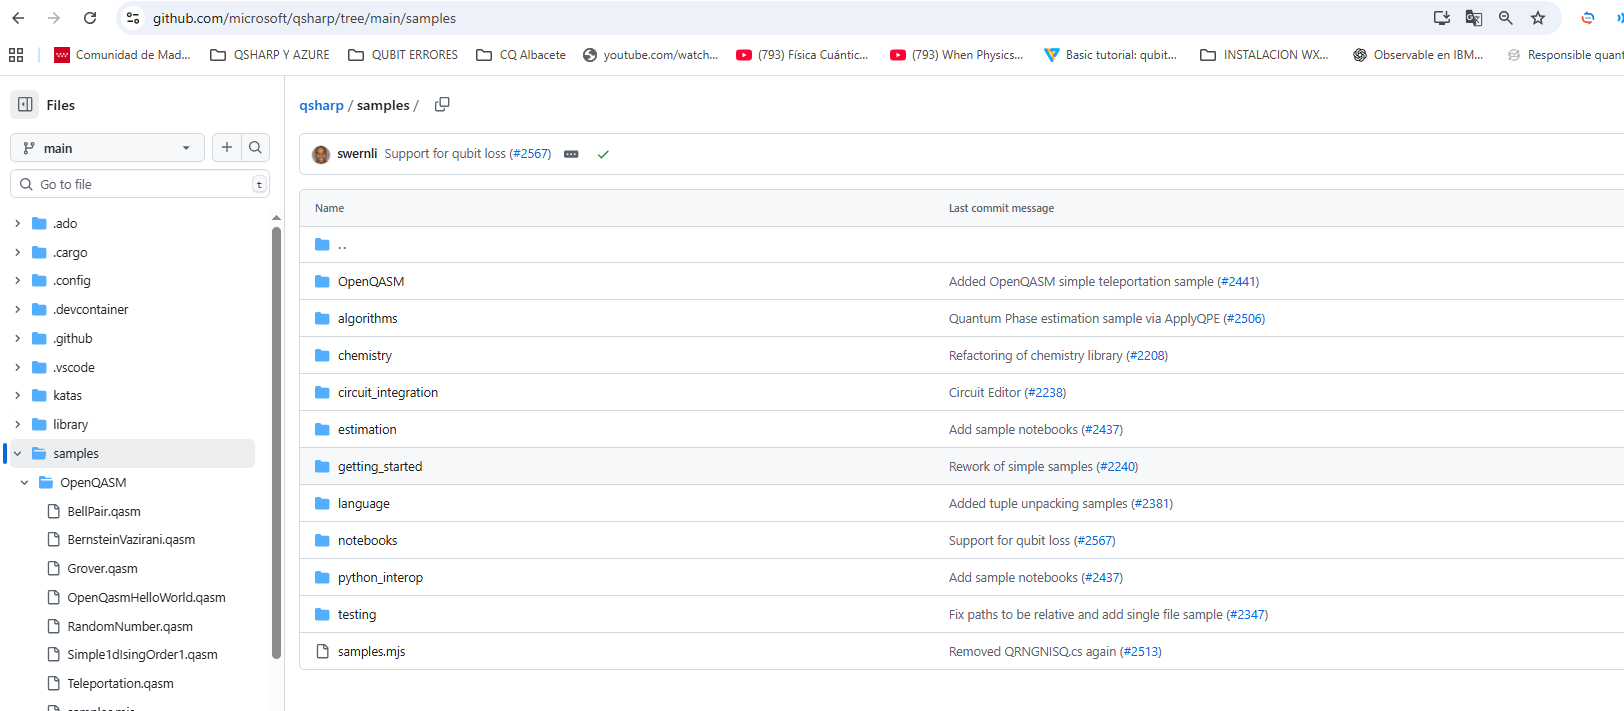 github.com/microsoft/qsharp/tree/main/samples
Comunidad de Mad... QSHARP Y AZURE QUBIT ERRORES CQ Albacete youtube.com/watch... (793) Física Cuántic... (793) When Physics... Basic tutorial: qubit... INSTALACION WX... Observable en IBM... Responsible quant
Files
main
Go to file t
.ado
.cargo
.config
.devcontainer
.github
.vscode
katas
library
samples
OpenQASM
BellPair.qasm
BernsteinVazirani.qasm
Grover.qasm
OpenQasmHelloWorld.qasm
RandomNumber.qasm
Simple1dIsingOrder1.qasm
Teleportation.qasm
samples.mjs
qsharp / samples /
swernli Support for qubit loss (#2567)
Name Last commit message
..
OpenQASM Added OpenQASM simple teleportation sample (#2441)
algorithms Quantum Phase estimation sample via ApplyQPE (#2506)
chemistry Refactoring of chemistry library (#2208)
circuit_integration Circuit Editor (#2238)
estimation Add sample notebooks (#2437)
getting_started Rework of simple samples (#2240)
language Added tuple unpacking samples (#2381)
notebooks Support for qubit loss (#2567)
python_interop Add sample notebooks (#2437)
testing Fix paths to be relative and add single file sample (#2347)
samples.mjs Removed QRNGNISQ.cs again (#2513)